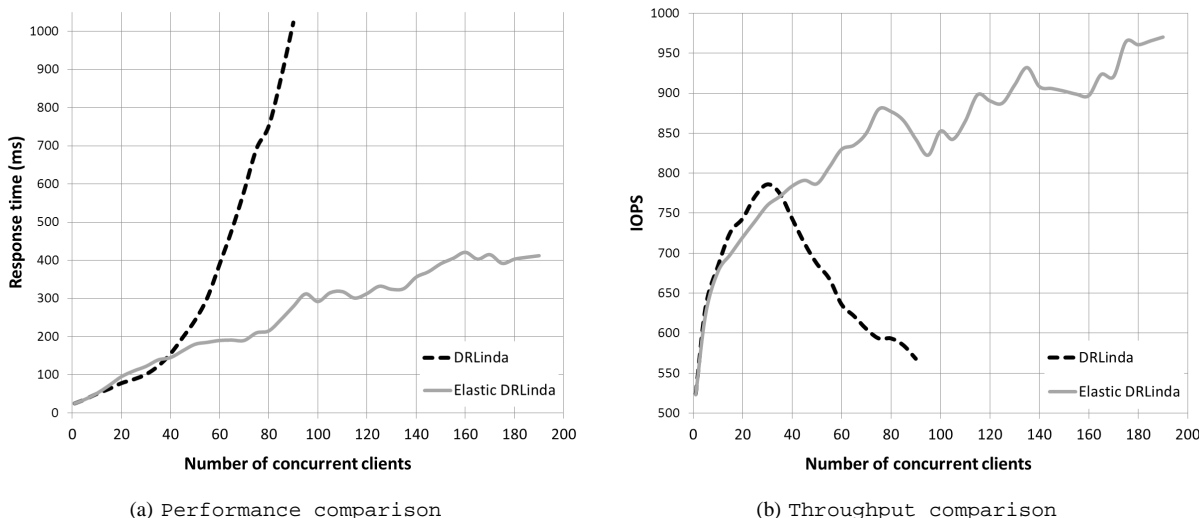 1000
900
800
700
600
500
400
300
200
100
0
Response time (ms)
0 20 40 60 80 100 120 140 160 180 200
Number of concurrent clients
DRLinda
Elastic DRLinda
(a) Performance comparison
1000
950
900
850
800
750
700
650
600
550
500
IOPS
0 20 40 60 80 100 120 140 160 180 200
Number of concurrent clients
DRLinda
Elastic DRLinda
(b) Throughput comparison